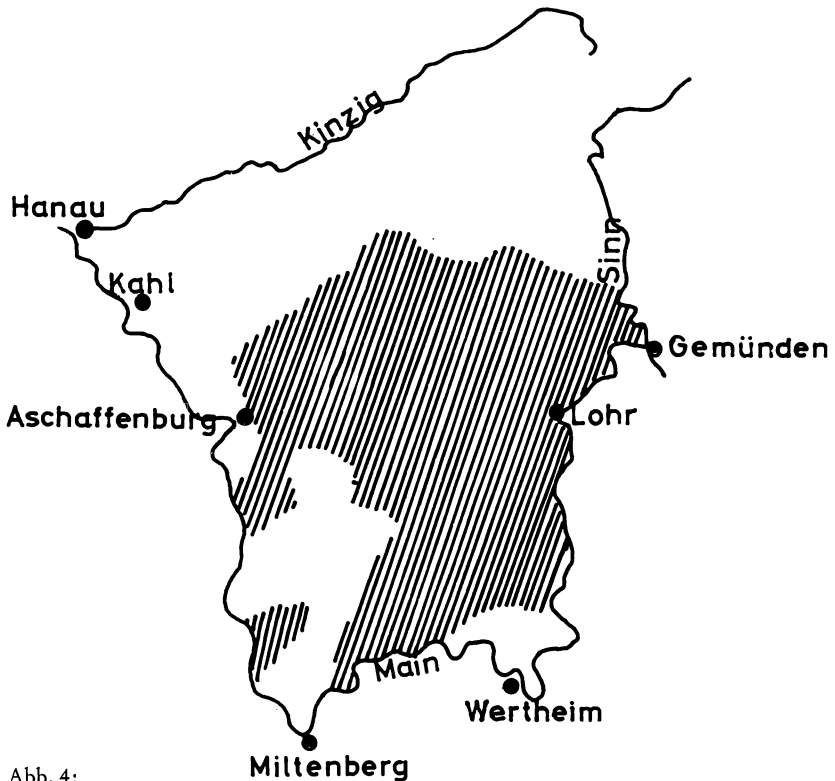 Kinzig
Hanau
Sinn
Kahl
Gemünden
Aschaffenburg
Lohr
Main
Wertheim
Miltenberg
Abb. 4: